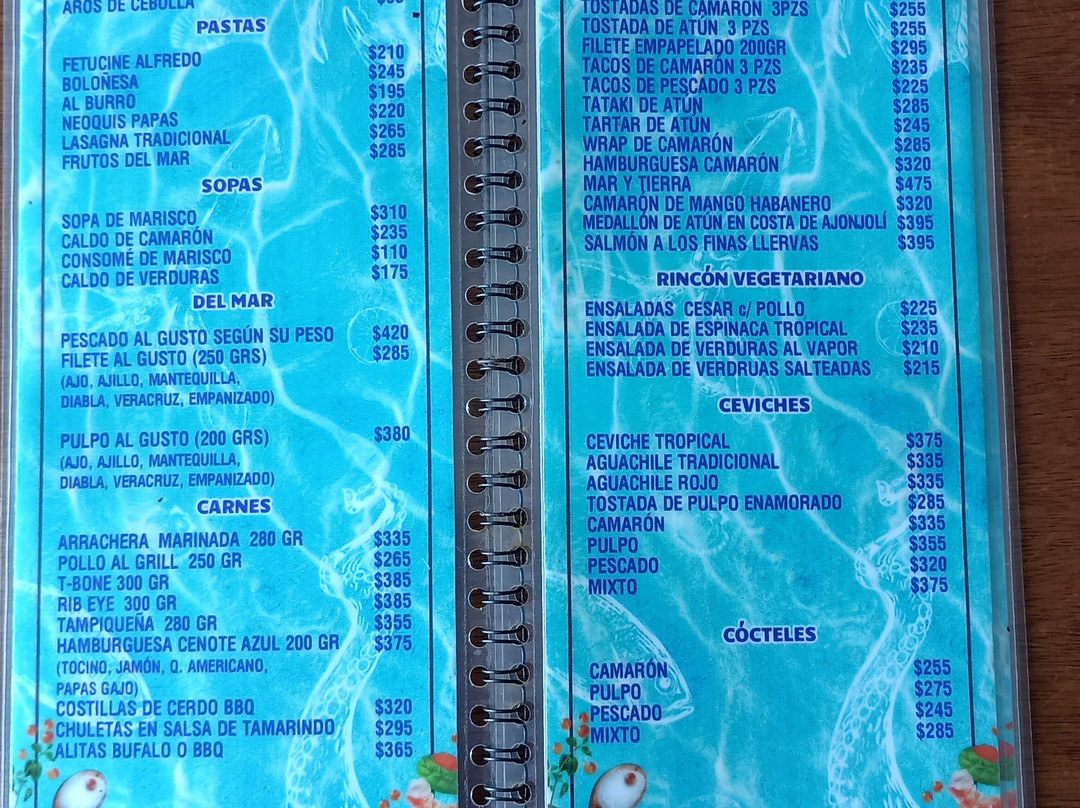 AROS DE CEBOLLA
PASTAS
FETUCINE ALFREDO $210
BOLOÑESA $245
AL BURRO $195
NEOQUIS PAPAS $220
LASAGNA TRADICIONAL $265
FRUTOS DEL MAR $285
SOPAS
SOPA DE MARISCO $310
CALDO DE CAMARÓN $235
CONSOMÉ DE MARISCO $110
CALDO DE VERDURAS $175
DEL MAR
PESCADO AL GUSTO SEGÚN SU PESO $420
FILETE AL GUSTO (250 GRS) $285
(AJO, AJILLO, MANTEQUILLA,
DIABLA, VERACRUZ, EMPANIZADO)
PULPO AL GUSTO (200 GRS) $380
(AJO, AJILLO, MANTEQUILLA,
DIABLA, VERACRUZ, EMPANIZADO)
CARNES
ARRACHERA MARINADA 280 GR $335
POLLO AL GRILL 250 GR $265
T-BONE 300 GR $385
RIB EYE 300 GR $385
TAMPIQUEÑA 280 GR $355
HAMBURGUESA CENOTE AZUL 200 GR $375
(TOCINO, JAMÓN, Q. AMERICANO,
PAPAS GAJO)
COSTILLAS DE CERDO BBQ $320
CHULETAS EN SALSA DE TAMARINDO $295
ALITAS BUFALO O BBQ $365
TOSTADAS DE CAMARÓN 3PZS $255
TOSTADA DE ATÚN 3 PZS $255
FILETE EMPAPELADO 200GR $295
TACOS DE CAMARÓN 3 PZS $235
TACOS DE PESCADO 3 PZS $225
TATAKI DE ATÚN $285
TARTAR DE ATÚN $245
WRAP DE CAMARÓN $285
HAMBURGUESA CAMARÓN $320
MAR Y TIERRA $475
CAMARÓN DE MANGO HABANERO $320
MEDALLÓN DE ATÚN EN COSTA DE AJONJOLÍ $395
SALMÓN A LOS FINAS LLERVAS $395
RINCÓN VEGETARIANO
ENSALADAS CESAR c/ POLLO $225
ENSALADA DE ESPINACA TROPICAL $235
ENSALADA DE VERDURAS AL VAPOR $210
ENSALADA DE VERDRUAS SALTEADAS $215
CEVICHES
CEVICHE TROPICAL $375
AGUACHILE TRADICIONAL $335
AGUACHILE ROJO $335
TOSTADA DE PULPO ENAMORADO $285
CAMARÓN $335
PULPO $355
PESCADO $320
MIXTO $375
CÓCTELES
CAMARÓN $255
PULPO $275
PESCADO $245
MIXTO $285